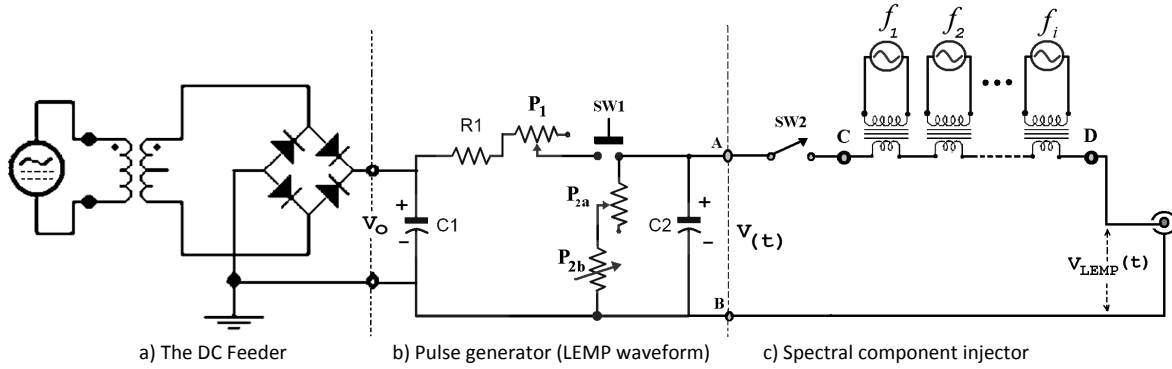 f1 f2 fi
P1 SW1
R1
SW2
A C D
P2a
Vo + C1 - + C2 - V(t)
P2b
VLEMP(t)
B
a) The DC Feeder b) Pulse generator (LEMP waveform) c) Spectral component injector